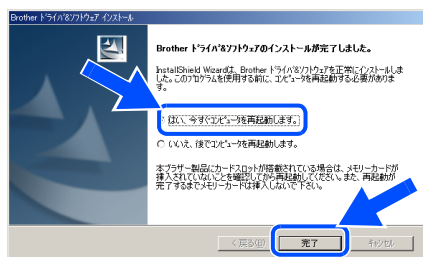 Brother ドライバ&ソフトウェア インストール
Brother ドライバ&ソフトウェアのインストールが完了しました。
InstallShield Wizardは、Brother ドライバ&ソフトウェアを正常にインストールしま
した。このプログラムを使用する前に、コンピュータを再起動する必要がありま
す。
はい、今すぐコンピュータを再起動します。
いいえ、後でコンピュータを再起動します。
本ブラザー製品にカードスロットが搭載されている場合は、メモリーカードが
挿入されていないことを確認してから再起動してください。また、再起動が
完了するまでメモリーカードは挿入しないで下さい。
< 戻る(B)
完了
キャンセル